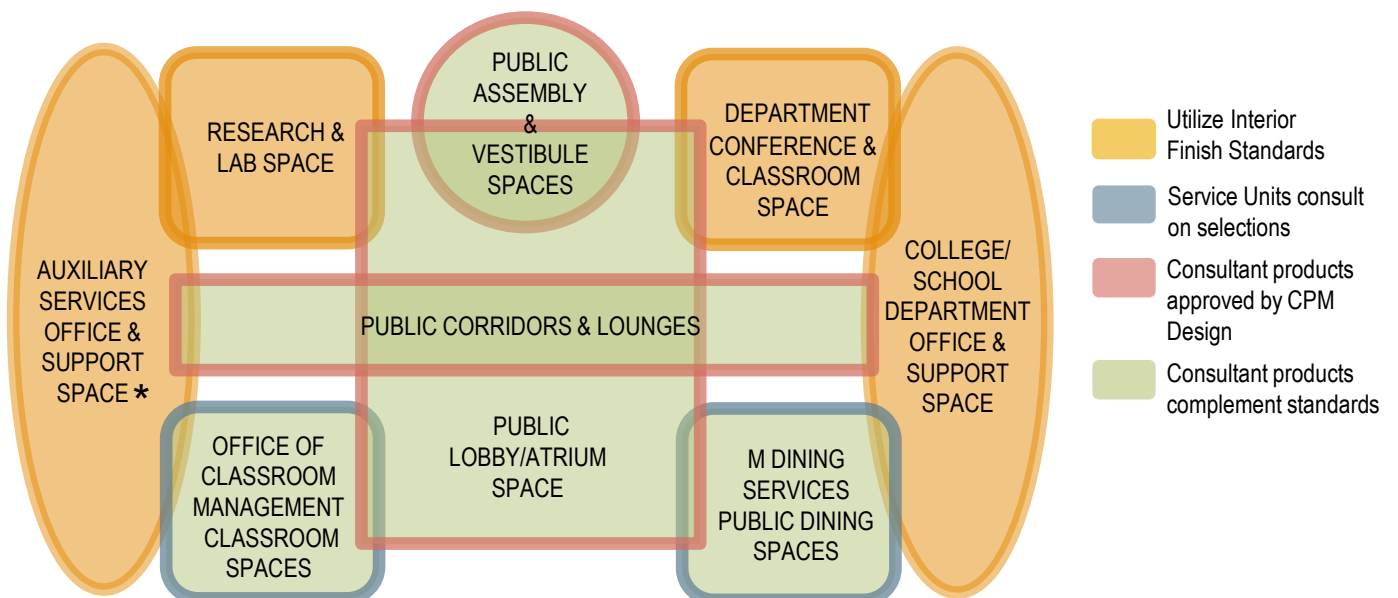 PUBLIC
ASSEMBLY
&
VESTIBULE
SPACES
RESEARCH &
LAB SPACE
DEPARTMENT
CONFERENCE &
CLASSROOM
SPACE
AUXILIARY
SERVICES
OFFICE &
SUPPORT
SPACE *
PUBLIC CORRIDORS & LOUNGES
COLLEGE/
SCHOOL
DEPARTMENT
OFFICE &
SUPPORT
SPACE
OFFICE OF
CLASSROOM
MANAGEMENT
CLASSROOM
SPACES
PUBLIC
LOBBY/ATRIUM
SPACE
M DINING
SERVICES
PUBLIC DINING
SPACES
Utilize Interior
Finish Standards
Service Units consult
on selections
Consultant products
approved by CPM
Design
Consultant products
complement standards